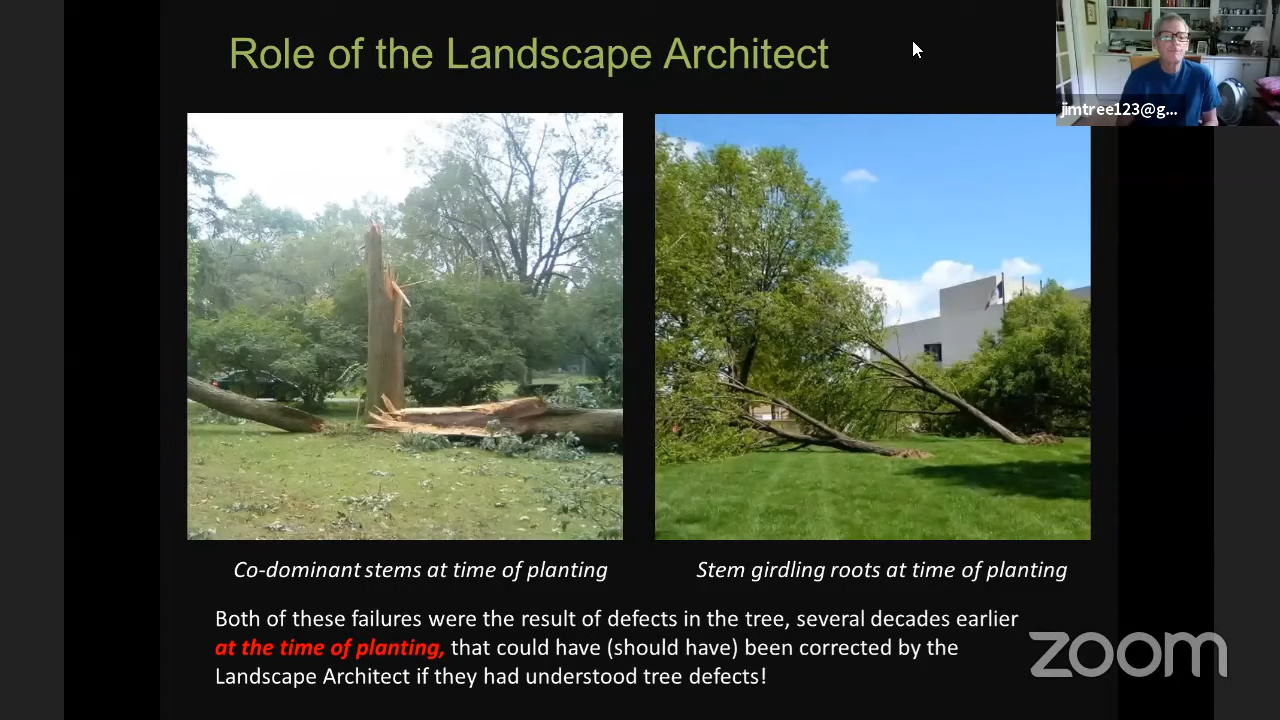 Role of the Landscape Architect
jimtree123@g...
Co-dominant stems at time of planting
Stem girdling roots at time of planting
Both of these failures were the result of defects in the tree, several decades earlier
at the time of planting, that could have (should have) been corrected by the
Landscape Architect if they had understood tree defects!
zoom